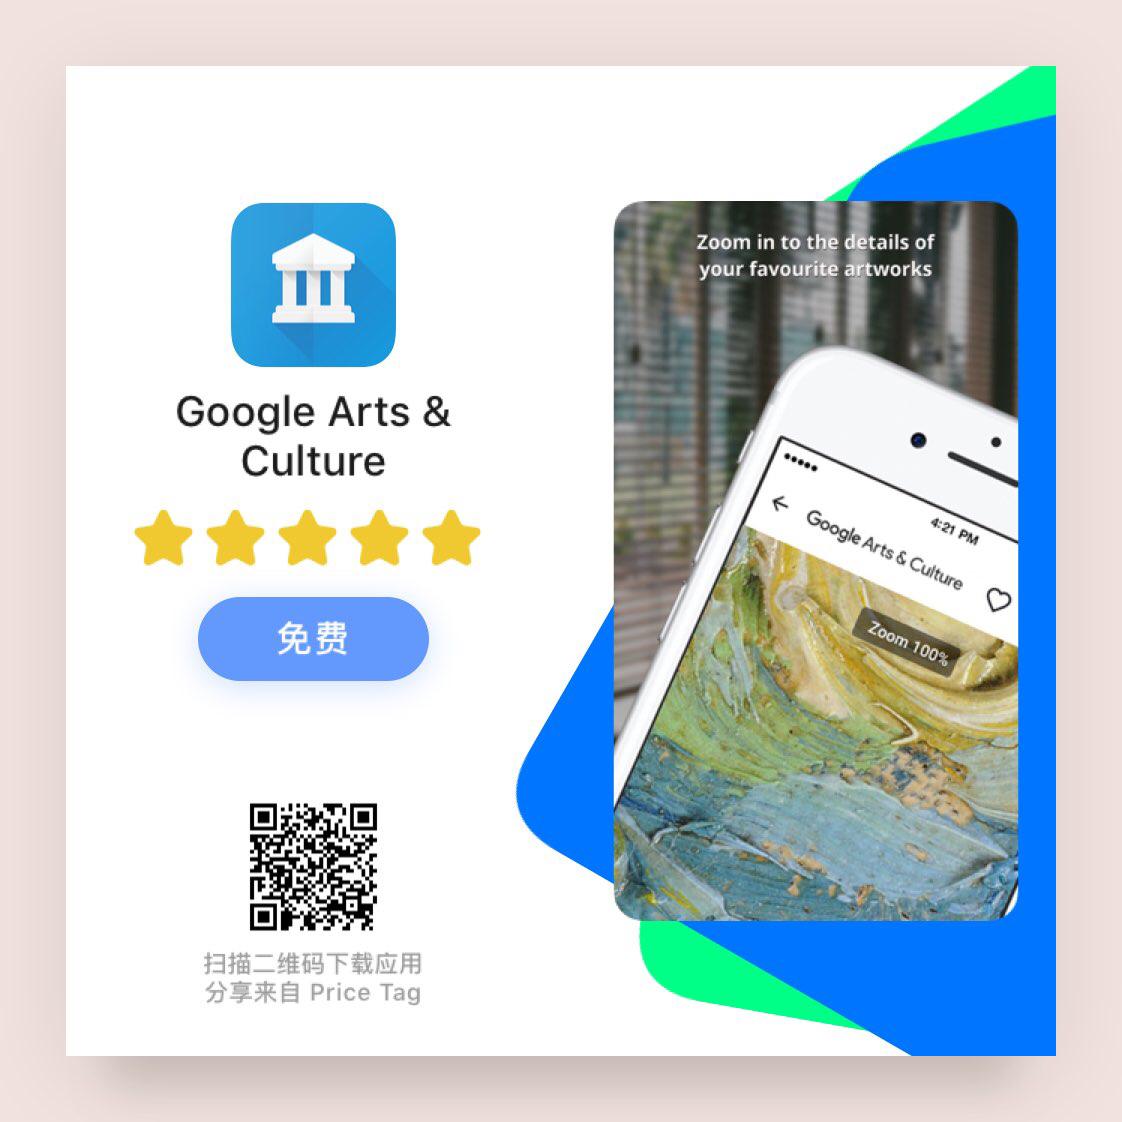 Google Arts &
Culture
免费
扫描二维码下载应用
分享来自 Price Tag
Zoom in to the details of
your favourite artworks
4:21 PM
Google Arts & Culture
Zoom 100%